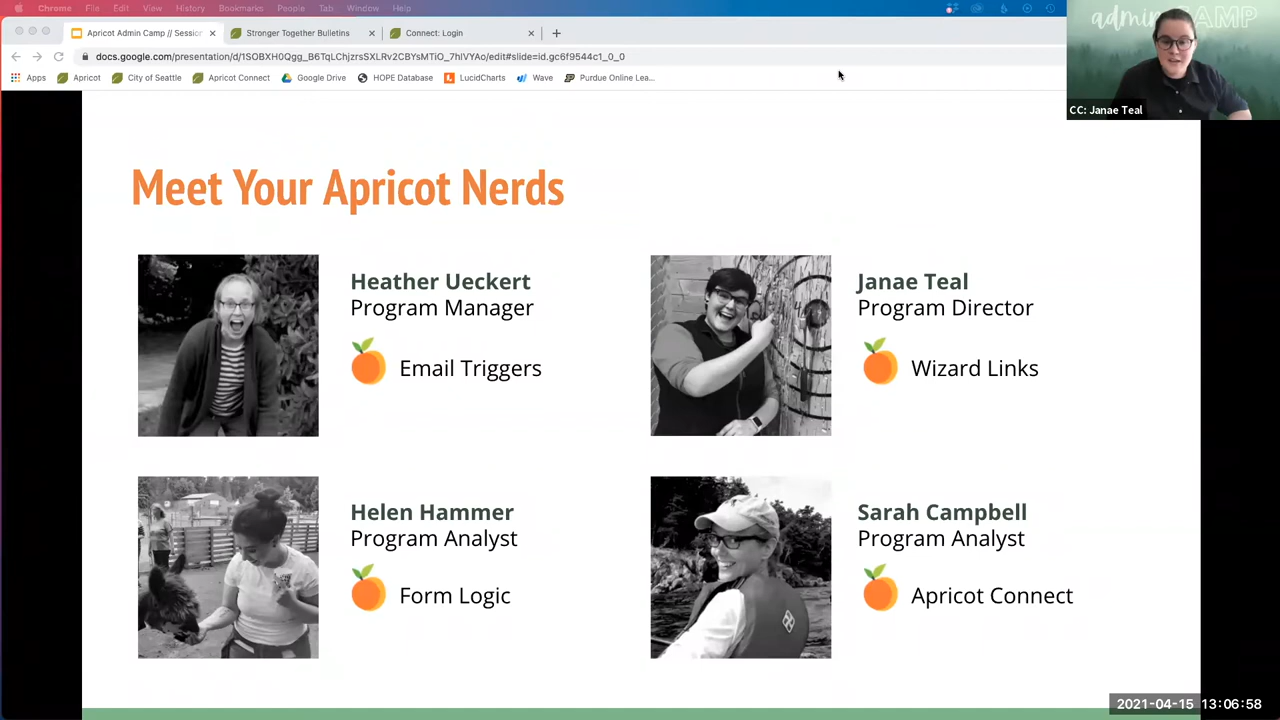 Chrome File Edit View History Bookmarks People Tab Window Help
Apricot Admin Camp // Session
Stronger Together Bulletins
Connect: Login
docs.google.com/presentation/d/1SOBXH0Qgg_B6TqLChjzrsSXLRv2CBYsMTiO_7hIVYAo/edit#slide=id.gc6f9544c1_0_0
Apps Apricot City of Seattle Apricot Connect Google Drive HOPE Database LucidCharts Wave Purdue Online Lea...
admin CAMP
CC: Janae Teal
Meet Your Apricot Nerds
Heather Ueckert
Program Manager
Email Triggers
Janae Teal
Program Director
Wizard Links
Helen Hammer
Program Analyst
Form Logic
Sarah Campbell
Program Analyst
Apricot Connect
2021-04-15 13:06:58